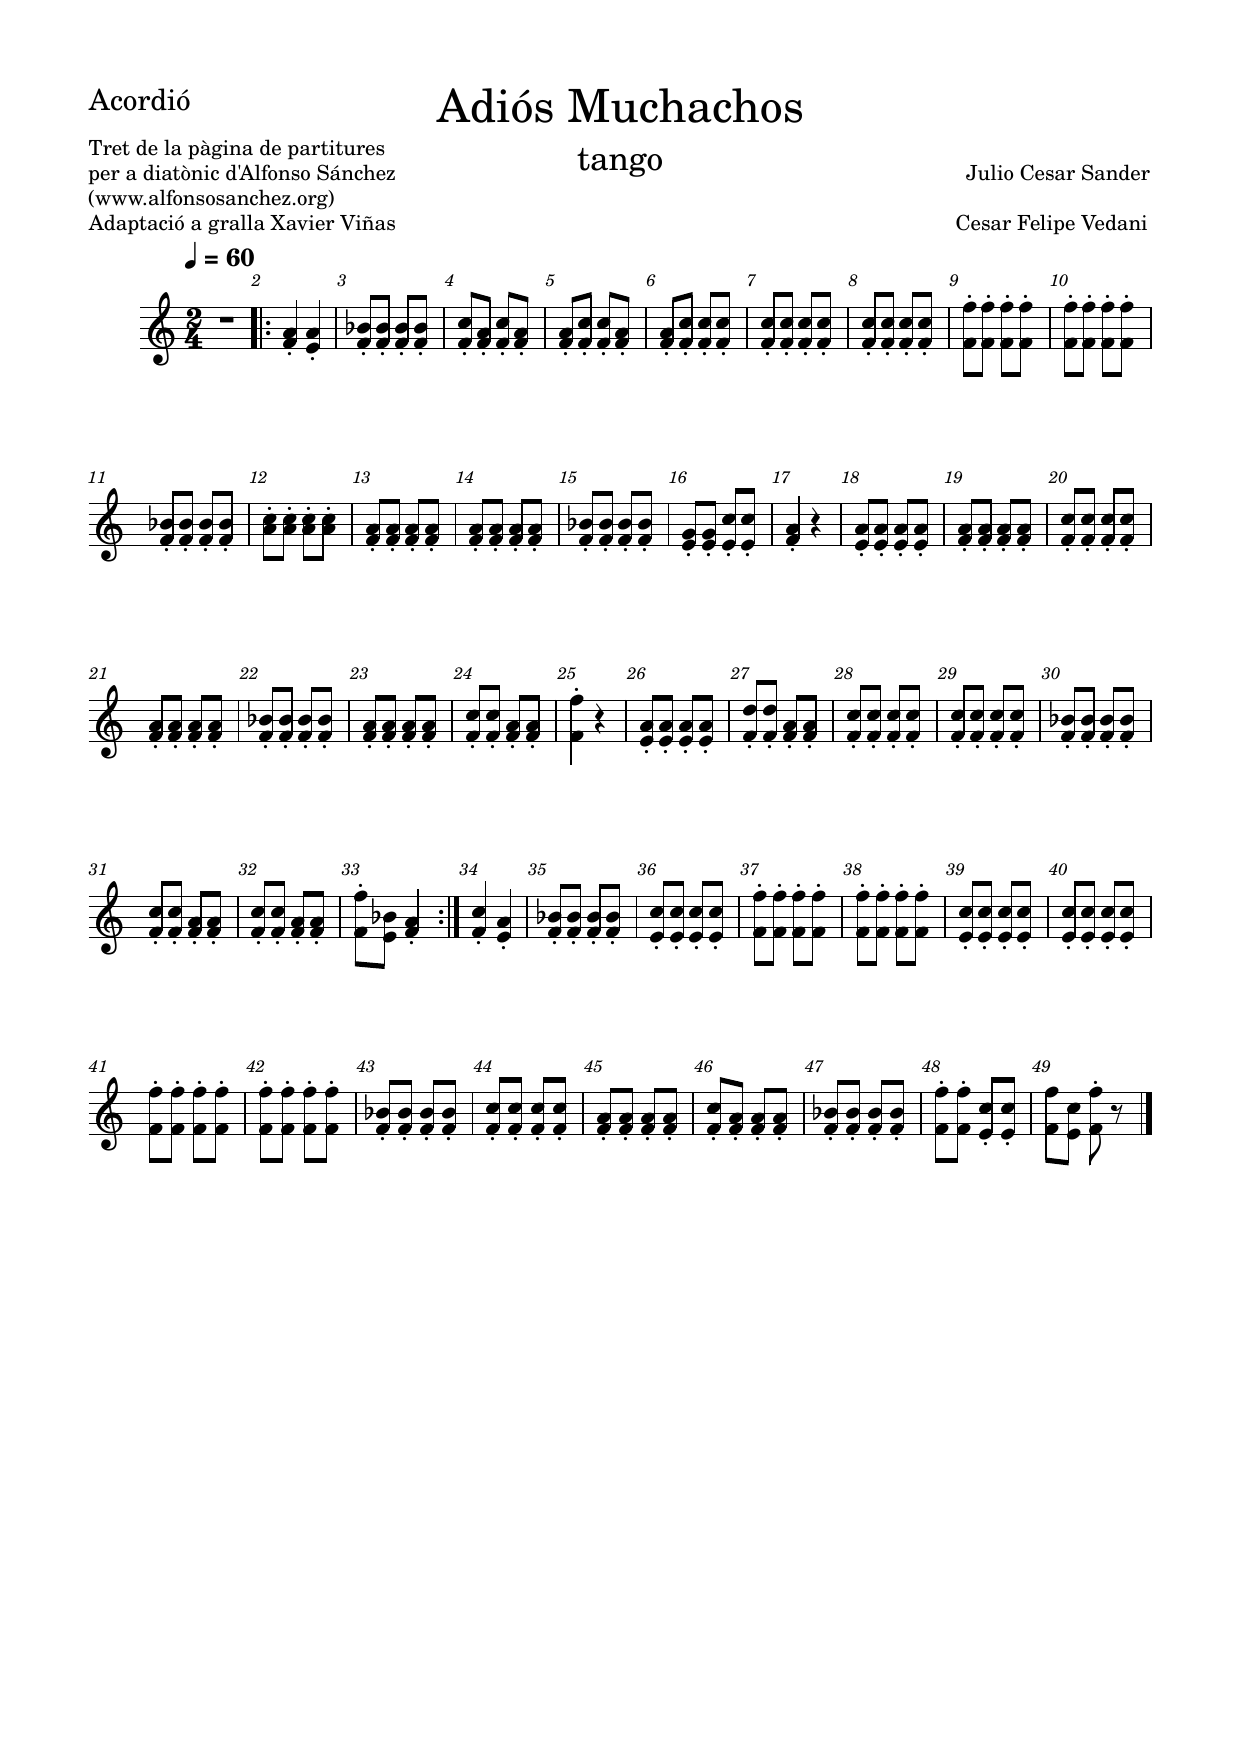 Acordió
Adiós Muchachos
tango
Tret de la pàgina de partitures
per a diatònic d'Alfonso Sánchez
(www.alfonsosanchez.org)
Adaptació a gralla Xavier Viñas
Julio Cesar Sander
Cesar Felipe Vedani
= 60
2 3 4 5 6 7 8 9 10
2
4
11 12 13 14 15 16 17 18 19 20
21 22 23 24 25 26 27 28 29 30
31 32 33 34 35 36 37 38 39 40
41 42 43 44 45 46 47 48 49